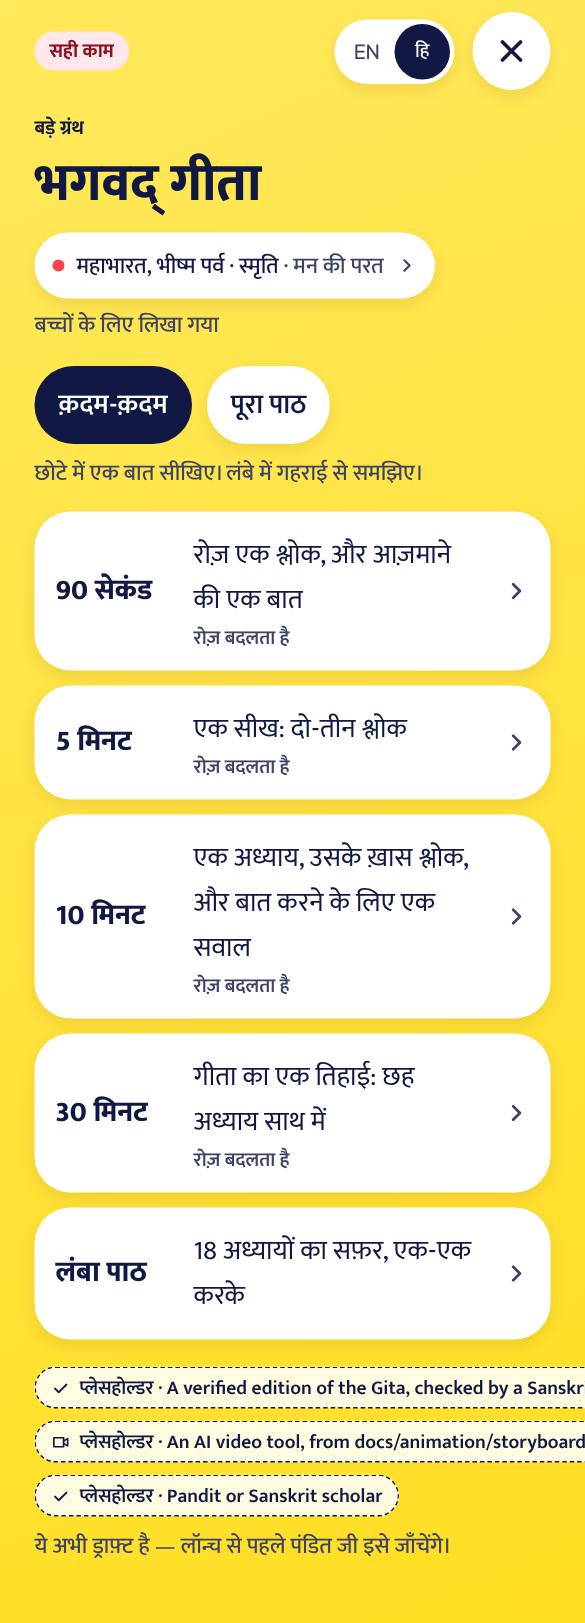 सही काम
EN हि
बड़े ग्रंथ
भगवद् गीता
महाभारत, भीष्म पर्व · स्मृति · मन की परत
बच्चों के लिए लिखा गया
क़दम-क़दम पूरा पाठ
छोटे में एक बात सीखिए। लंबे में गहराई से समझिए।
90 सेकंड
रोज़ एक श्लोक, और आज़माने
की एक बात
रोज़ बदलता है
5 मिनट
एक सीख: दो-तीन श्लोक
रोज़ बदलता है
10 मिनट
एक अध्याय, उसके ख़ास श्लोक,
और बात करने के लिए एक
सवाल
रोज़ बदलता है
30 मिनट
गीता का एक तिहाई: छह
अध्याय साथ में
रोज़ बदलता है
लंबा पाठ
18 अध्यायों का सफ़र, एक-एक
करके
प्लेसहोल्डर · A verified edition of the Gita, checked by a Sanskr
प्लेसहोल्डर · An AI video tool, from docs/animation/storyboard
प्लेसहोल्डर · Pandit or Sanskrit scholar
ये अभी ड्राफ़्ट है — लॉन्च से पहले पंडित जी इसे जाँचेंगे।